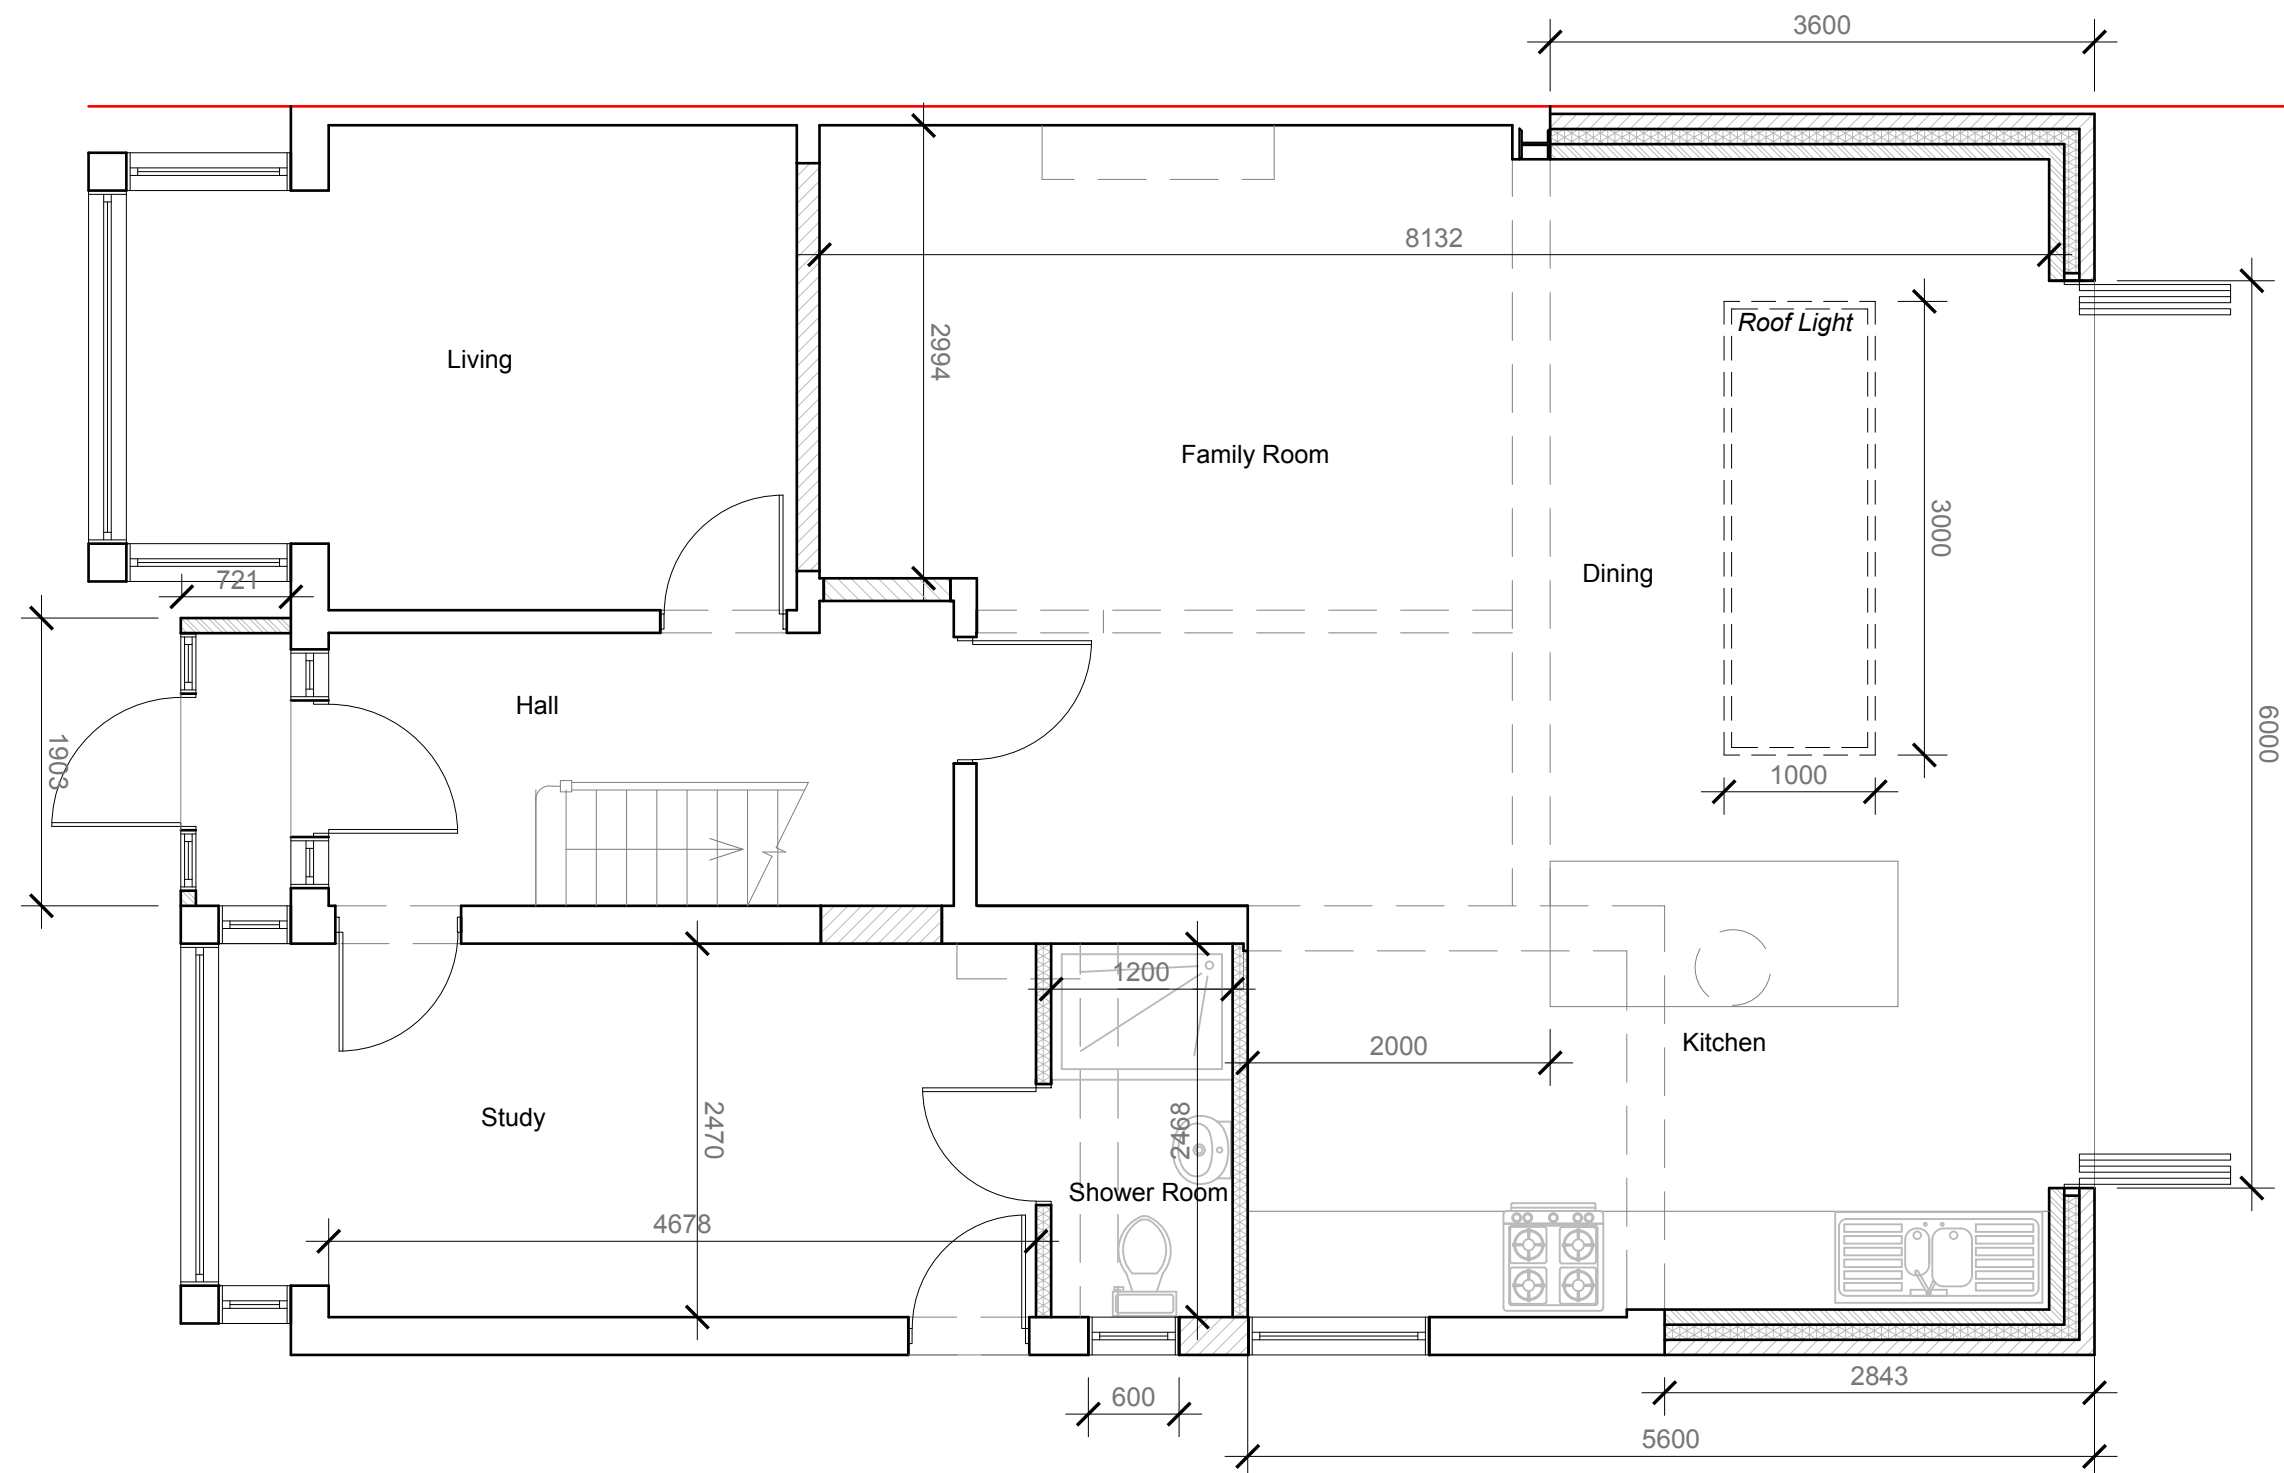 3600
8132
Roof Light
2994
Living
Family Room
3000
Dining
721
6000
Hall
1903
1000
1200
2000
Kitchen
Study
2470
2468
Shower Room
4678
2843
600
5600